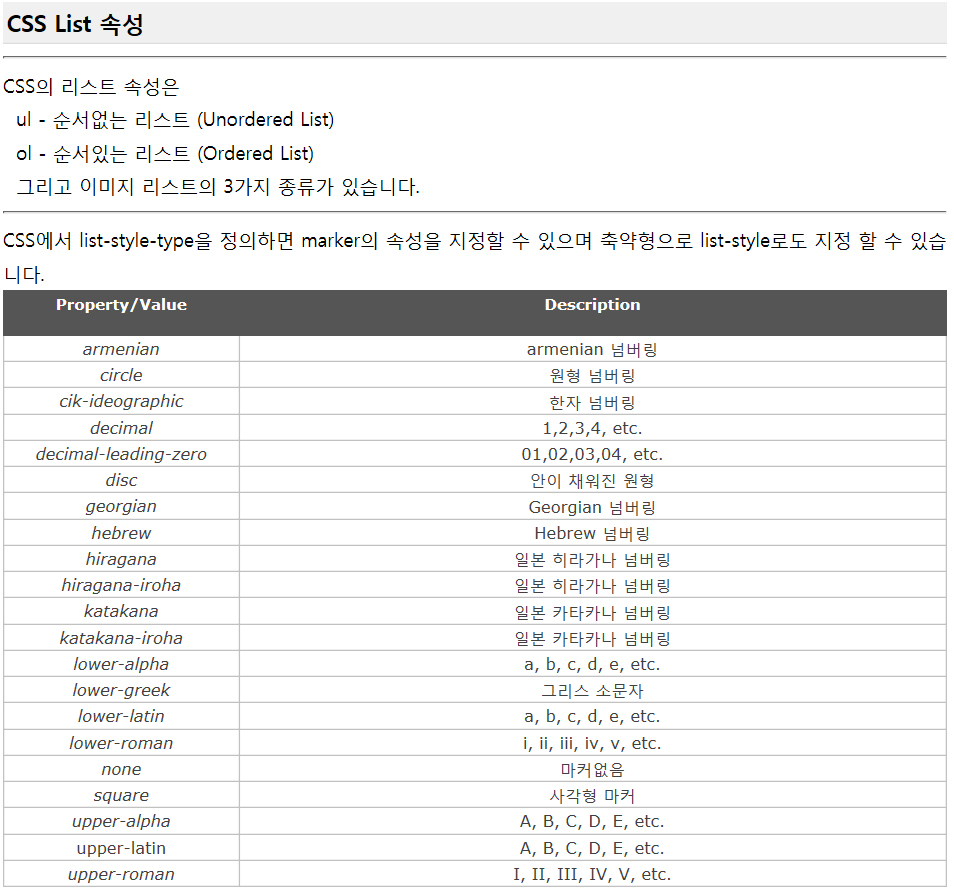 CSS List 속성
CSS의 리스트 속성은
ul - 순서없는 리스트 (Unordered List)
ol - 순서있는 리스트 (Ordered List)
그리고 이미지 리스트의 3가지 종류가 있습니다.
CSS에서 list-style-type을 정의하면 marker의 속성을 지정할 수 있으며 축약형으로 list-style로도 지정 할 수 있습
니다.
Property/Value Description
armenian armenian 넘버링
circle 원형 넘버링
cik-ideographic 한자 넘버링
decimal 1,2,3,4, etc.
decimal-leading-zero 01,02,03,04, etc.
disc 안이 채워진 원형
georgian Georgian 넘버링
hebrew Hebrew 넘버링
hiragana 일본 히라가나 넘버링
hiragana-iroha 일본 히라가나 넘버링
katakana 일본 카타카나 넘버링
katakana-iroha 일본 카타카나 넘버링
lower-alpha a, b, c, d, e, etc.
lower-greek 그리스 소문자
lower-latin a, b, c, d, e, etc.
lower-roman i, ii, iii, iv, v, etc.
none 마커없음
square 사각형 마커
upper-alpha A, B, C, D, E, etc.
upper-latin A, B, C, D, E, etc.
upper-roman I, II, III, IV, V, etc.